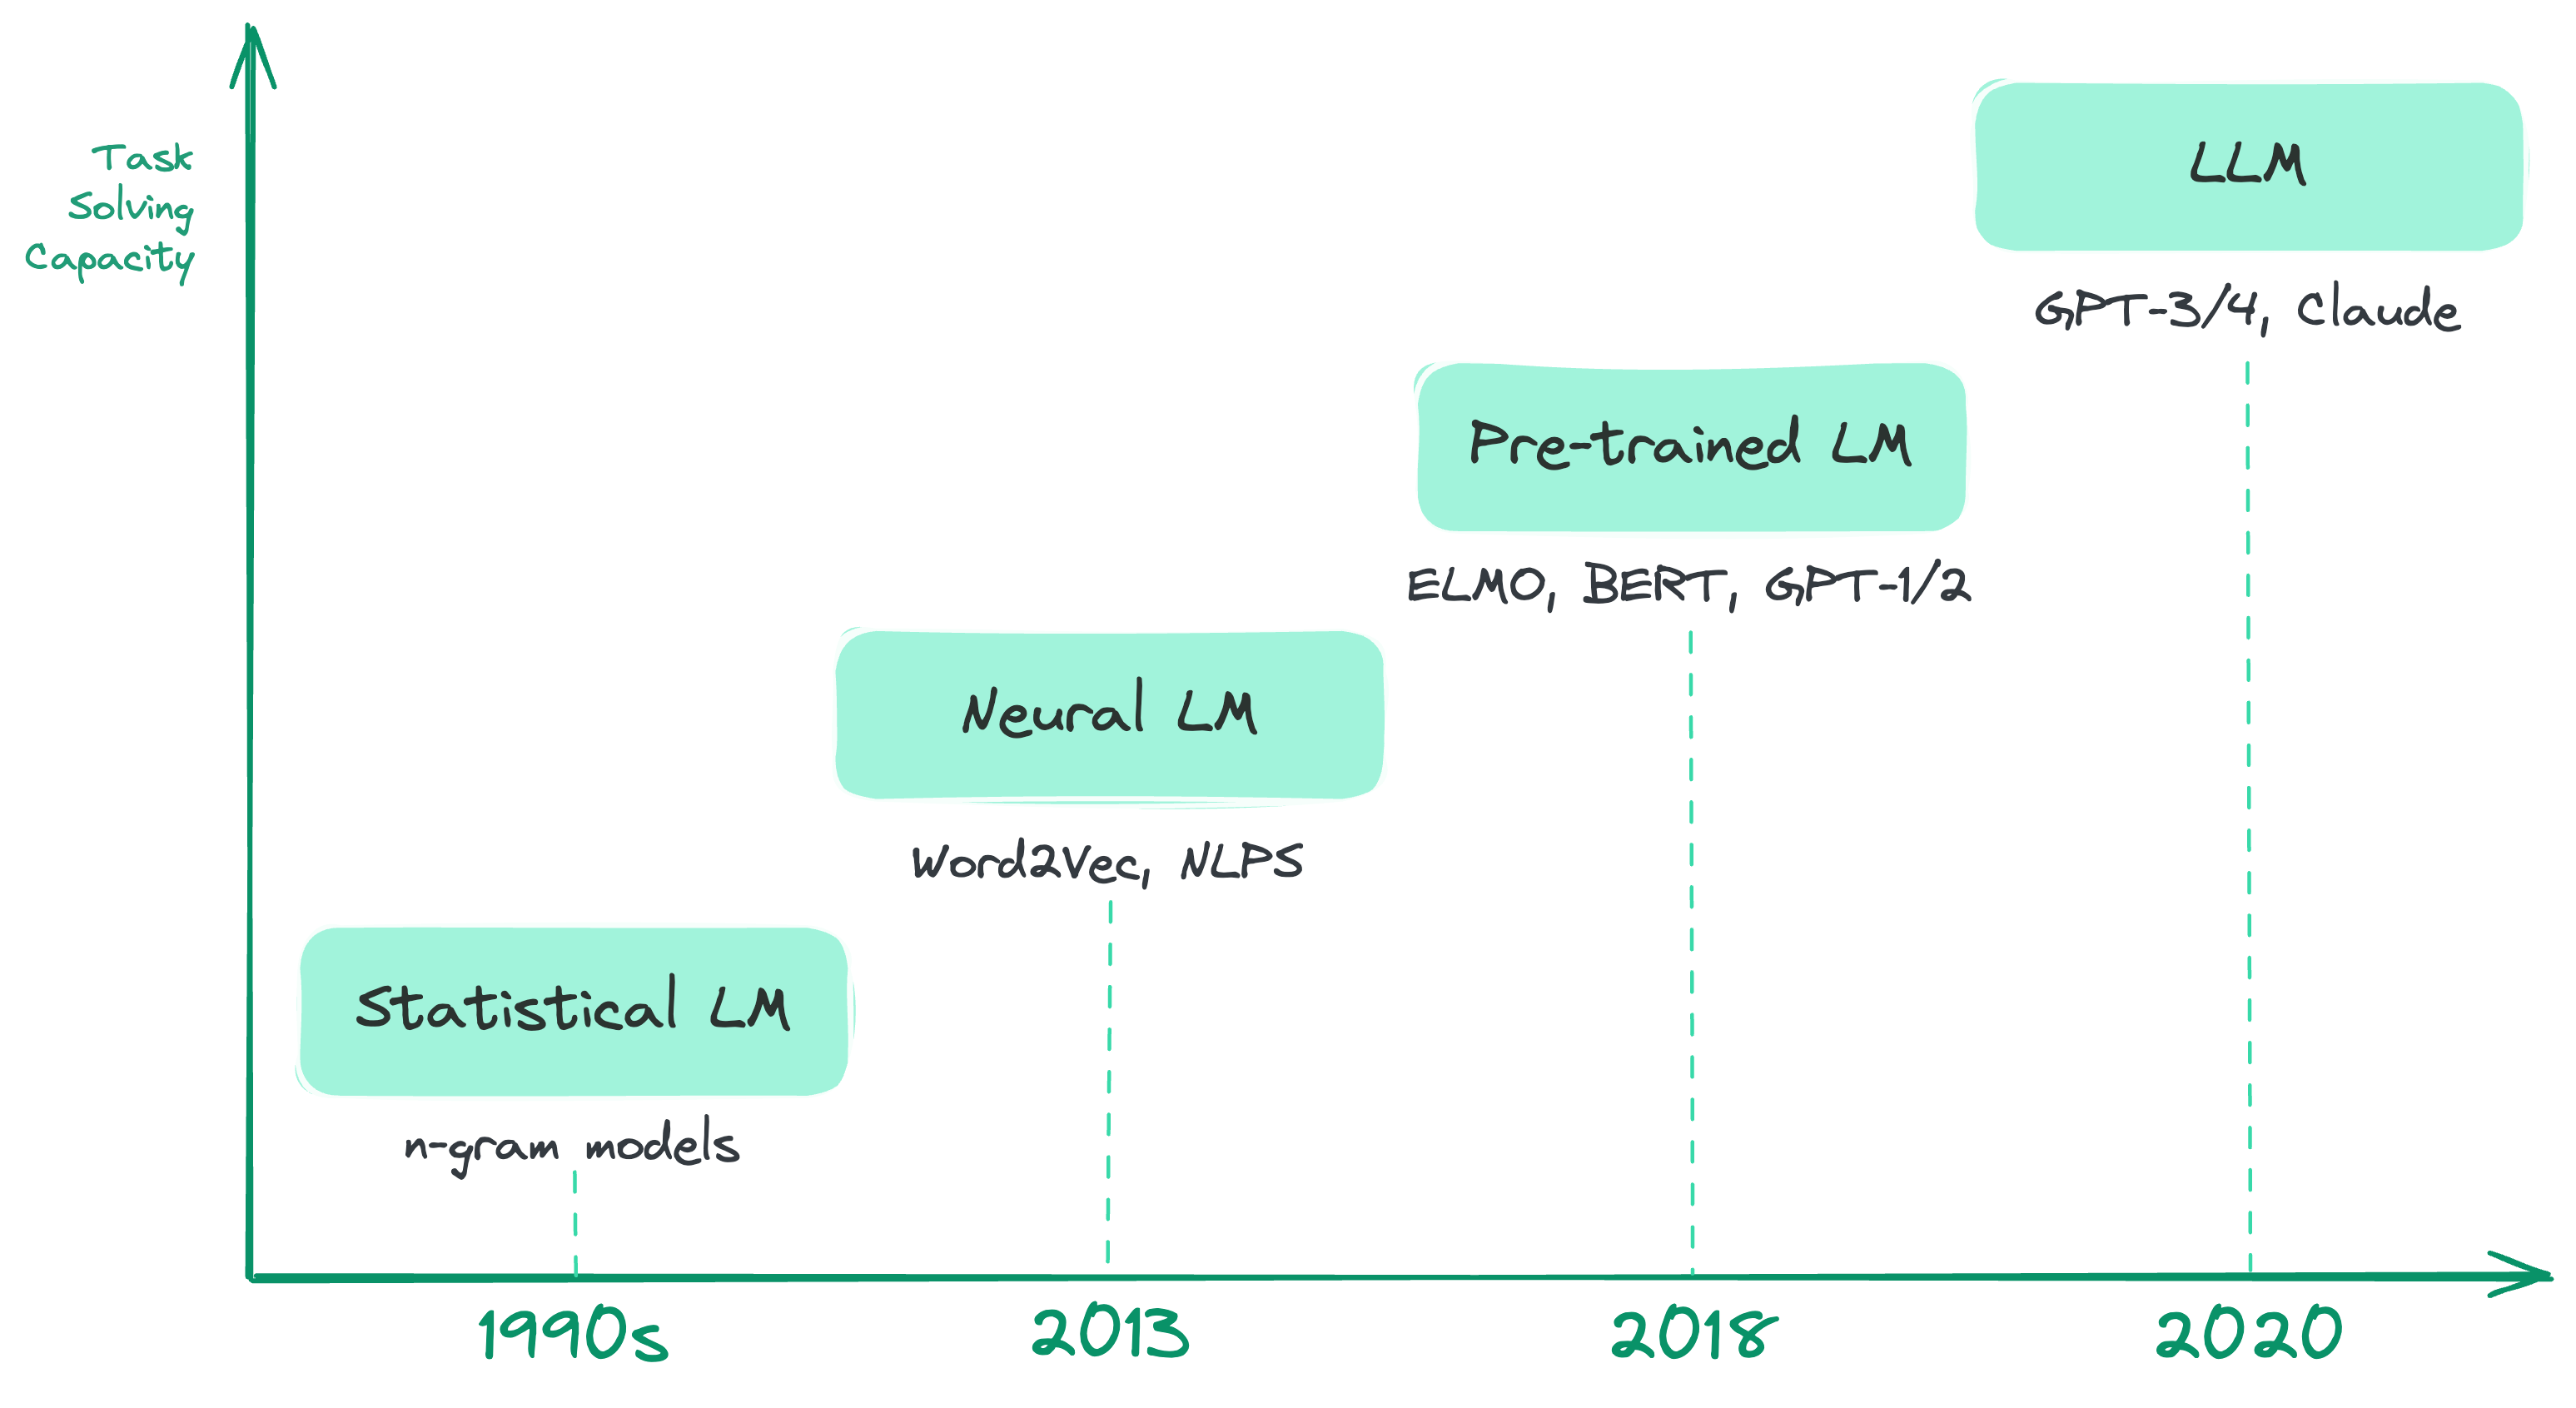 Task
Solving
Capacity
LLM
GPT-3/4, Claude
Pre-trained LM
ELMO, BERT, GPT-1/2
Neural LM
Word2Vec, NLPS
Statistical LM
n-gram models
1990s
2013
2018
2020